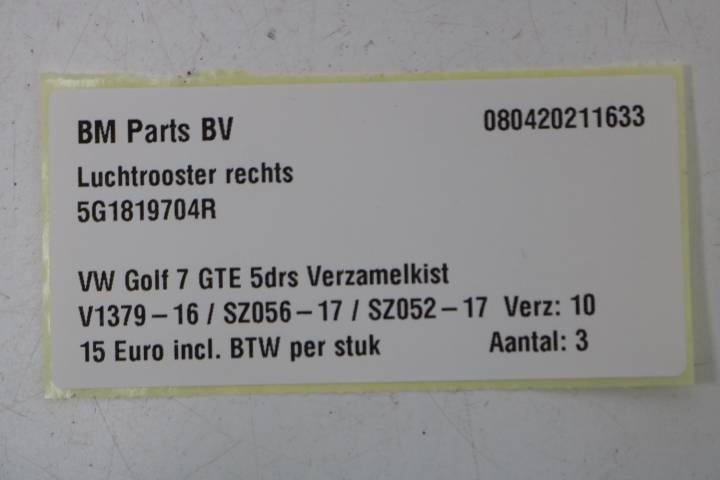 BM Parts BV 080420211633
Luchtrooster rechts
5G1819704R
VW Golf 7 GTE 5drs Verzamelkist
V1379-16 / SZ056-17 / SZ052-17 Verz: 10
15 Euro incl. BTW per stuk Aantal: 3